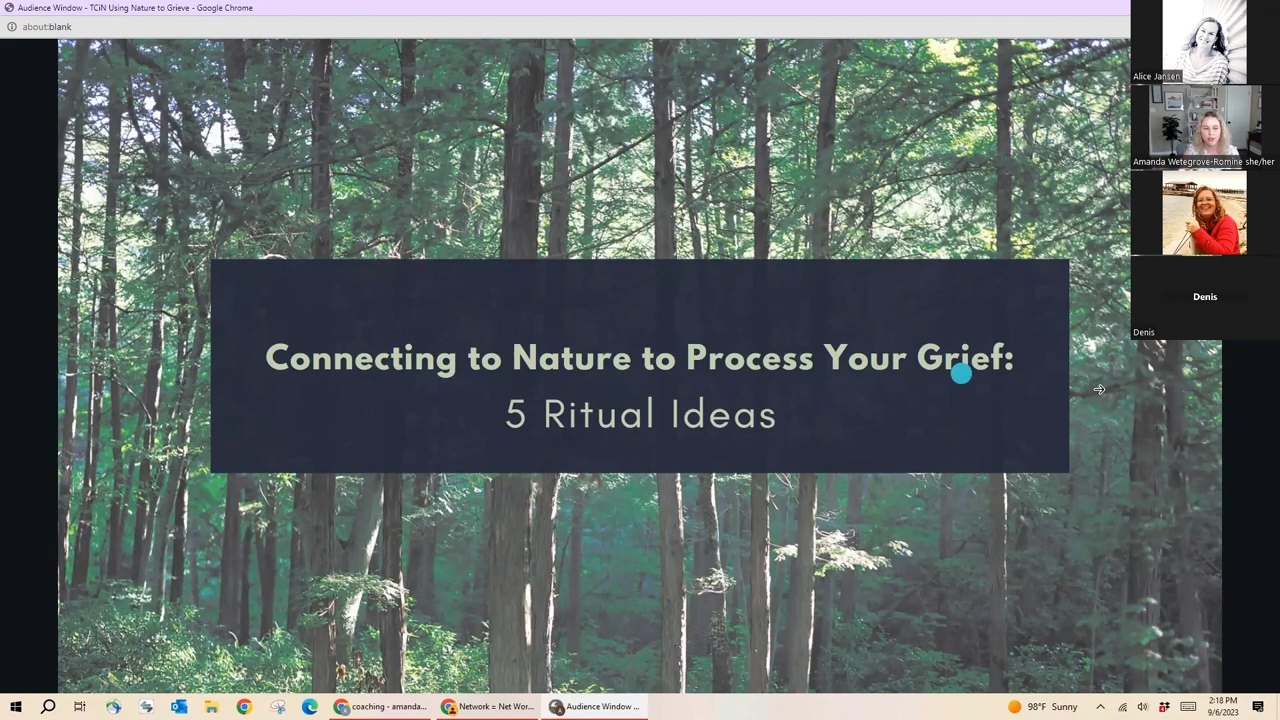 Audience Window - TCiN Using Nature to Grieve - Google Chrome
about:blank
Alice Jansen
Amanda Wetegrove-Romine she/her
Denis
Denis
Connecting to Nature to Process Your Grief:
5 Ritual Ideas
coaching - amanda...
Network = Net Wor...
Audience Window ...
98°F Sunny
2:18 PM
9/6/2023